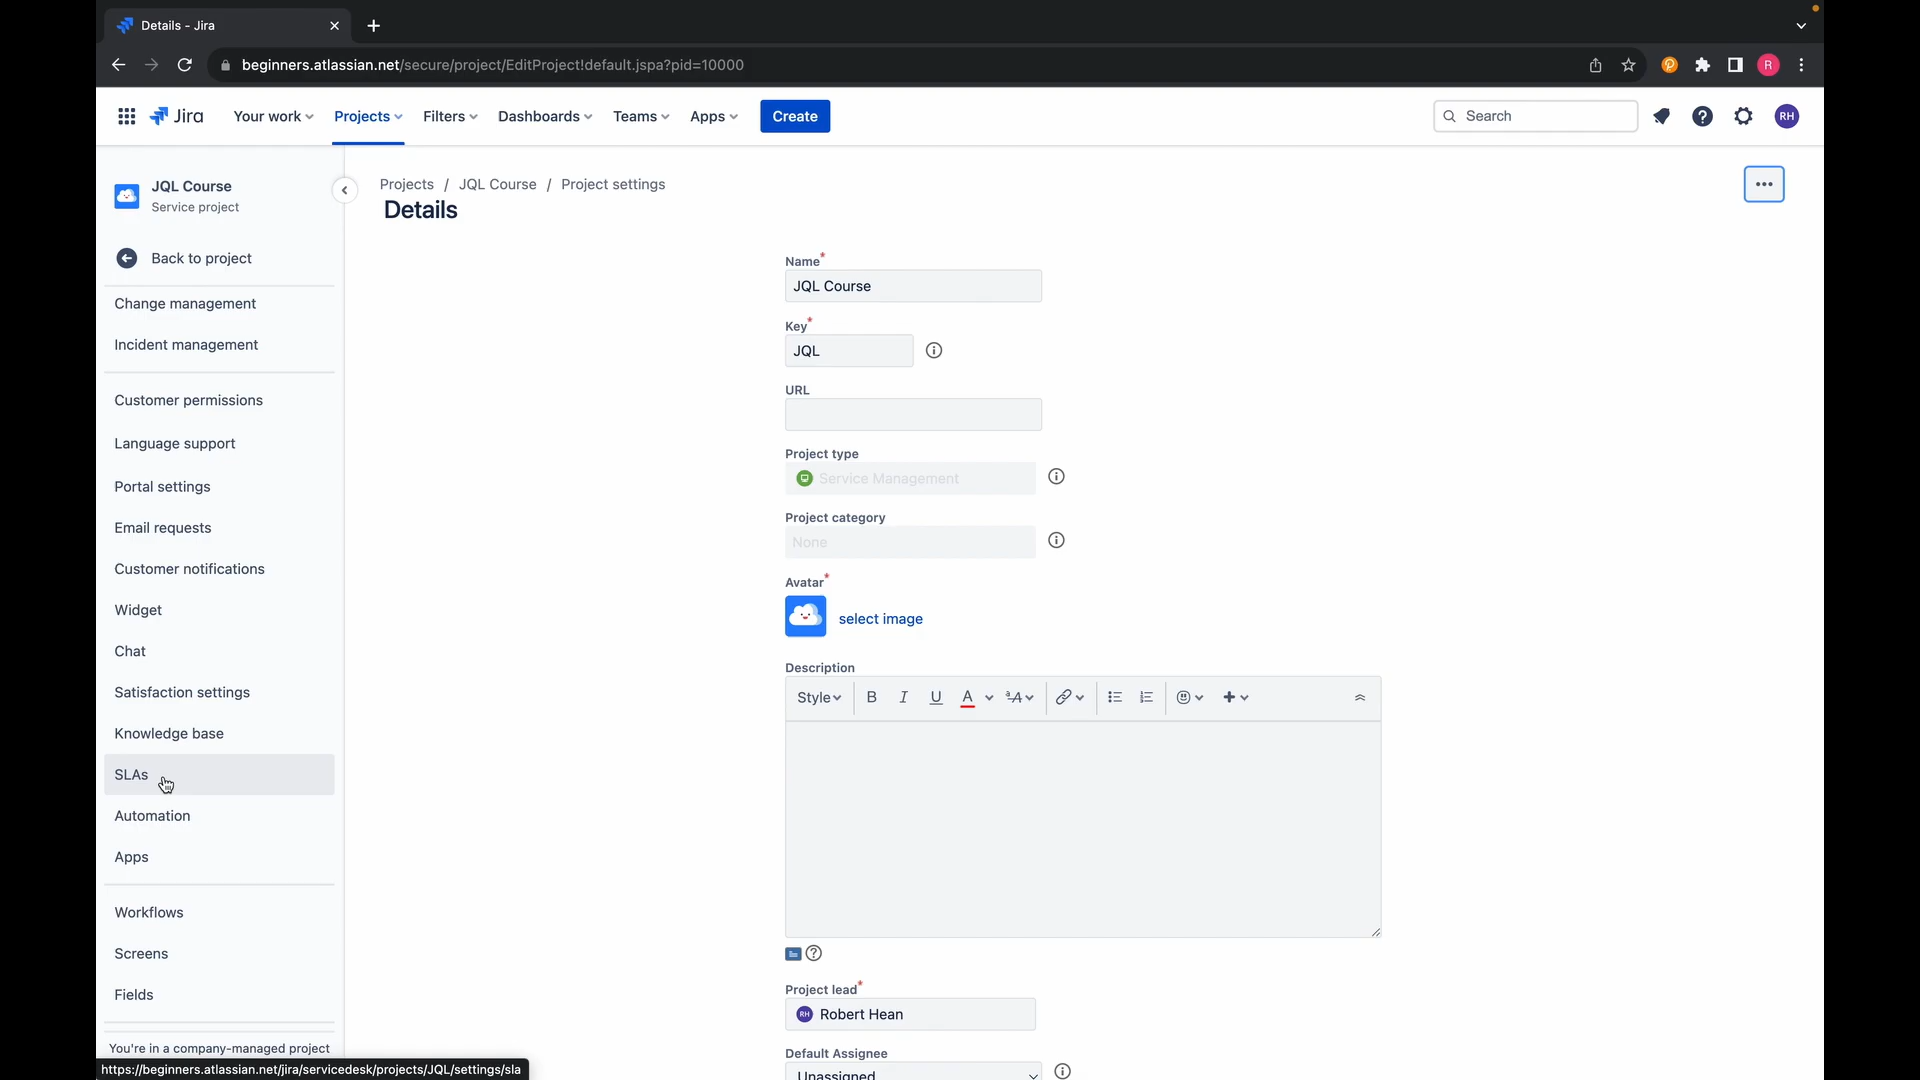 Details - Jira
beginners.atlassian.net/secure/project/EditProject!default.jspa?pid=10000
R
Jira Your work Projects Filters Dashboards Teams Apps Create Search RH
JQL Course
Service project
Back to project
Change management
Incident management
Customer permissions
Language support
Portal settings
Email requests
Customer notifications
Widget
Chat
Satisfaction settings
Knowledge base
SLAs
Automation
Apps
Workflows
Screens
Fields
You're in a company-managed project
https://beginners.atlassian.net/jira/servicedesk/projects/JQL/settings/sla
Projects / JQL Course / Project settings
Details
Name*
JQL Course
Key*
JQL
URL
Project type
Service Management
Project category
None
Avatar*
select image
Description
Style B I U A ªA
Project lead*
RH Robert Hean
Default Assignee
Unassigned